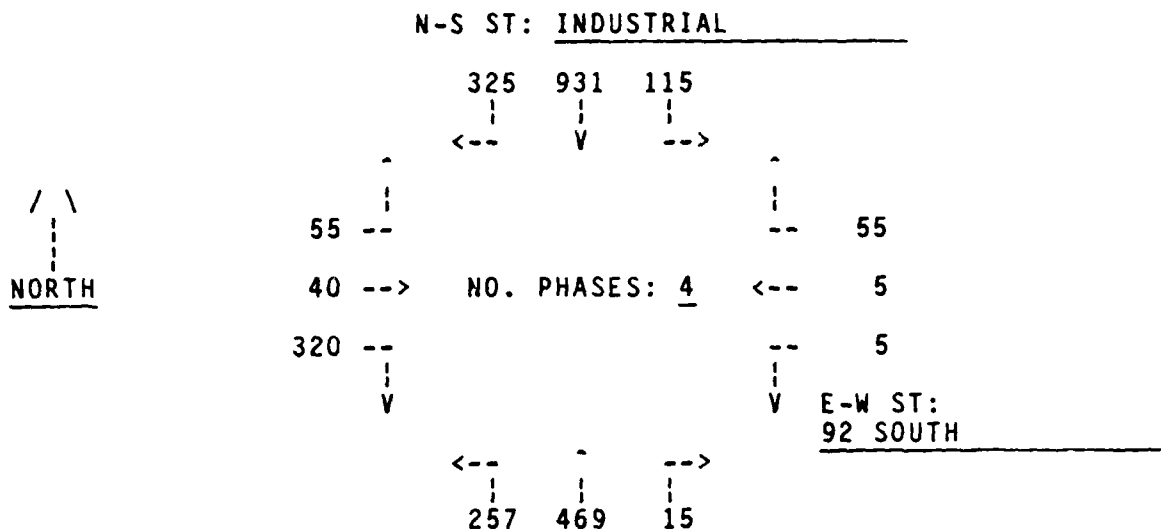 N-S ST: INDUSTRIAL
325 931 115
<-- V -->
/ \
55 -- -- 55
NORTH 40 --> NO. PHASES: 4 <-- 5
320 -- -- 5
V V E-W ST:
92 SOUTH
<-- ^ -->
257 469 15